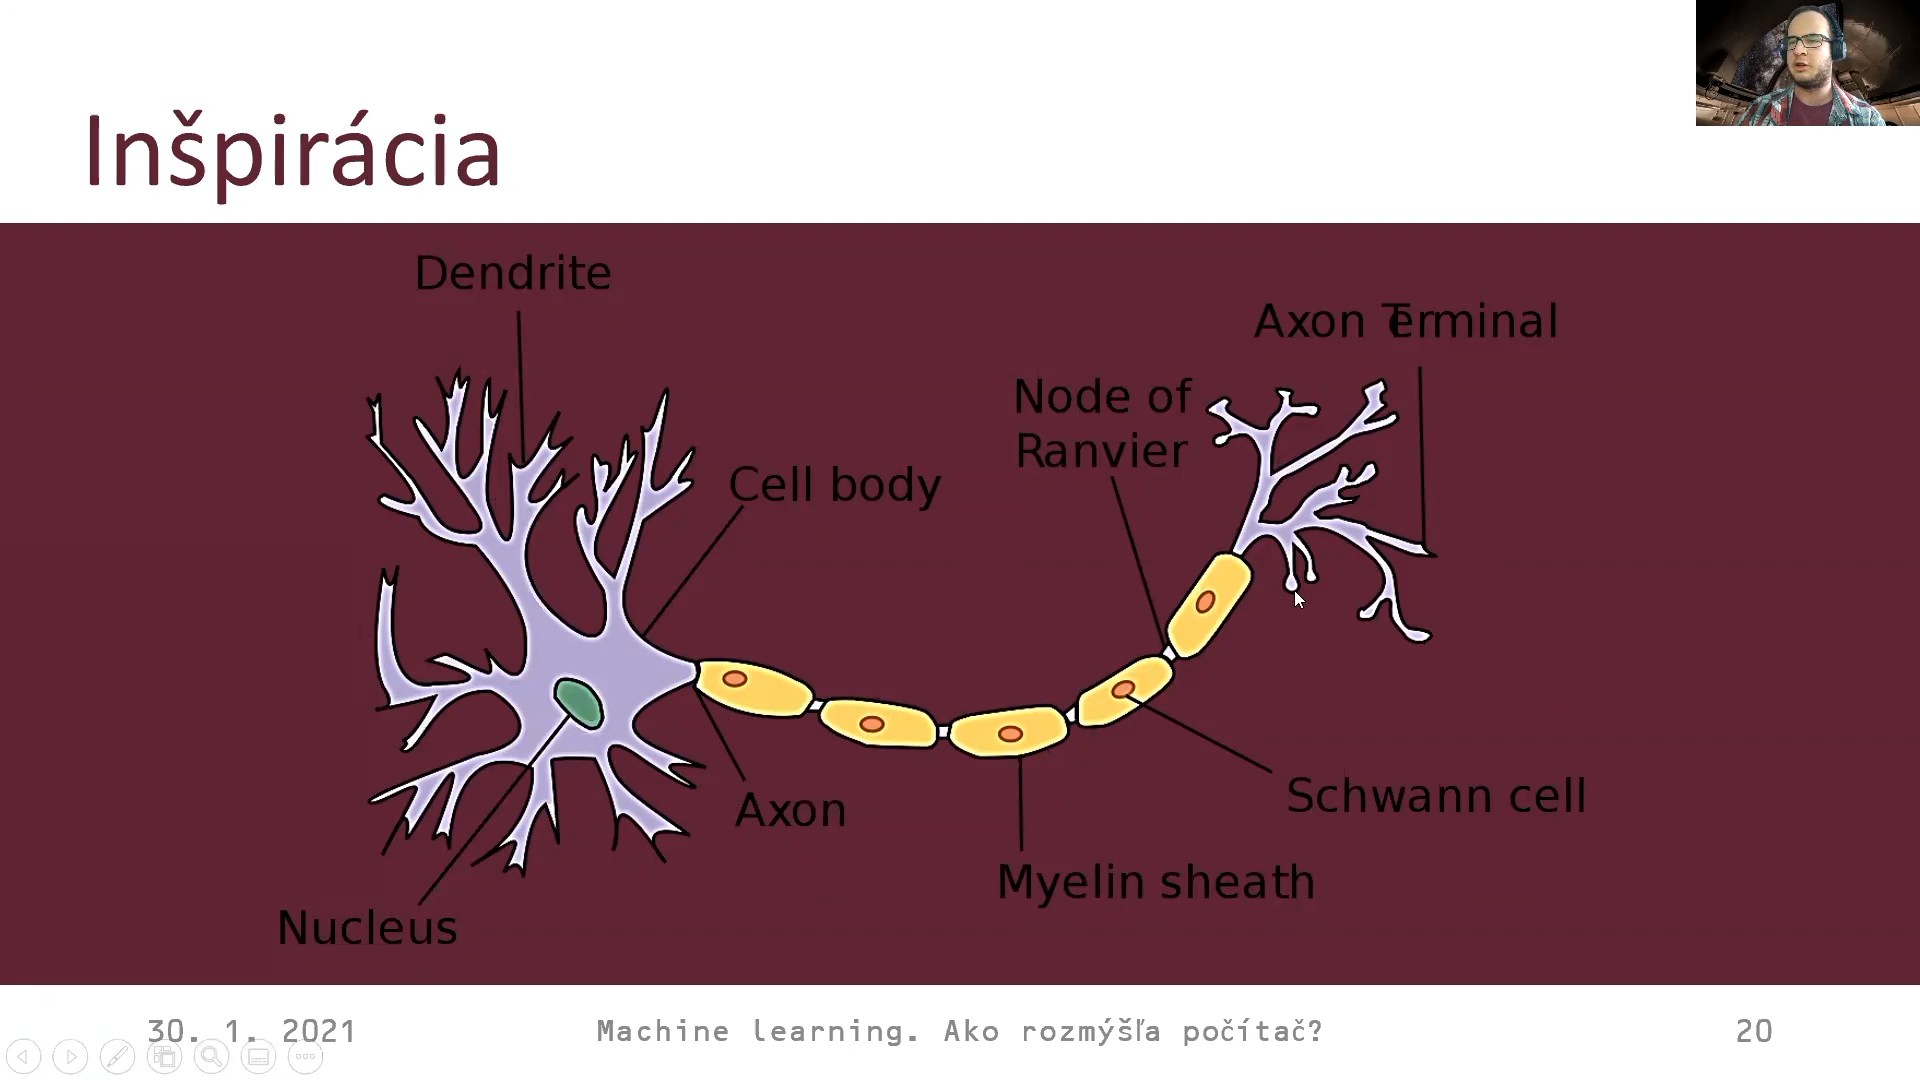 Inšpirácia
Dendrite
Axon Terminal
Node of
Ranvier
Cell body
Axon
Schwann cell
Myelin sheath
Nucleus
30. 1. 2021
Machine learning. Ako rozmýšľa počítač?
20